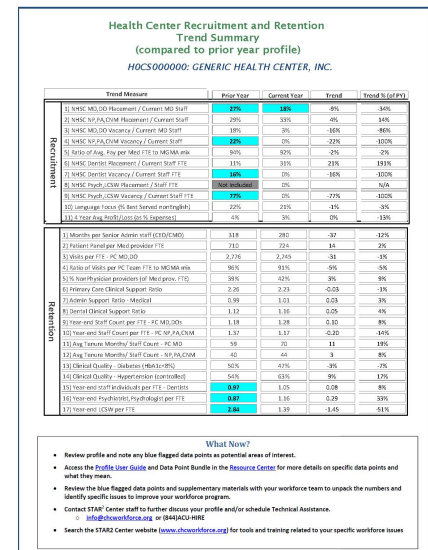 Health Center Recruitment and Retention
Trend Summary
(compared to prior year profile)
H0CS000000: GENERIC HEALTH CENTER, INC.
Trend Measure Prior Year Current Year Trend Trend % (of PY)
Recruitment
1) NHSC MD,DO Placement / Current MD Staff 27% 18% -9% -34%
2) NHSC NP,PA,CNM Placement / Current Staff 29% 33% 4% 14%
3) NHSC MD,DO Vacancy / Current MD Staff 18% 3% -16% -86%
4) NHSC NP,PA,CNM Vacancy / Current Staff 22% 0% -22% -100%
5) Ratio of Avg. Pay per Med FTE to MGMA mix 94% 92% -2% -2%
6) NHSC Dentist Placement / Current Staff FTE 11% 31% 21% 191%
7) NHSC Dentist Vacancy / Current Staff FTE 16% 0% -16% -100%
8) NHSC Psych,LCSW Placement / Staff FTE Not Included 0% N/A
9) NHSC Psych,LCSW Vacancy / Current Staff FTE 77% 0% -77% -100%
10) Language Focus (% Best Served nonEnglish) 22% 21% -1% -3%
11) 4 Year Avg Profit/Loss (as % Expenses) 4% 3% 0% -13%
Retention
1) Months per Senior Admin staff (CEO/CMO) 318 280 -37 -12%
2) Patient Panel per Med provider FTE 710 724 14 2%
3) Visits per FTE - PC MD,DO 2,776 2,745 -31 -1%
4) Ratio of Visits per PC Team FTE to MGMA mix 96% 91% -5% -5%
5) % NonPhysician providers (of Med prov. FTE) 39% 42% 3% 9%
6) Primary Care Clinical Support Ratio 2.26 2.23 -0.03 -1%
7) Admin Support Ratio - Medical 0.99 1.01 0.03 3%
8) Dental Clinical Support Ratio 1.12 1.16 0.05 4%
9) Year-end Staff Count per FTE - PC MD,DOs 1.18 1.28 0.10 8%
10) Year-end Staff Count per FTE - PC NP,PA,CNM 1.37 1.17 -0.20 -14%
11) Avg Tenure Months/ Staff Count - PC MD 59 70 11 19%
12) Avg Tenure Months/ Staff Count - NP,PA,CNM 40 44 3 8%
13) Clinical Quality - Diabetes (HbA1c<8%) 50% 47% -3% -7%
14) Clinical Quality - Hypertension (controlled) 54% 63% 9% 17%
15) Year-end staff individuals per FTE - Dentists 0.97 1.05 0.08 8%
16) Year-end Psychiatrist,Psychologist per FTE 0.87 1.16 0.29 33%
17) Year-end LCSW per FTE 2.84 1.39 -1.45 -51%
What Now?
• Review profile and note any blue flagged data points as potential areas of interest.
• Access the Profile User Guide and Data Point Bundle in the Resource Center for more details on specific data points and
what they mean.
• Review the blue flagged data points and supplementary materials with your workforce team to unpack the numbers and
identify specific issues to improve your workforce program.
• Contact STAR² Center staff to further discuss your profile and/or schedule Technical Assistance.
○ info@chcworkforce.org or (844)ACU-HIRE
• Search the STAR2 Center website (www.chcworkforce.org) for tools and training related to your specific workforce issues